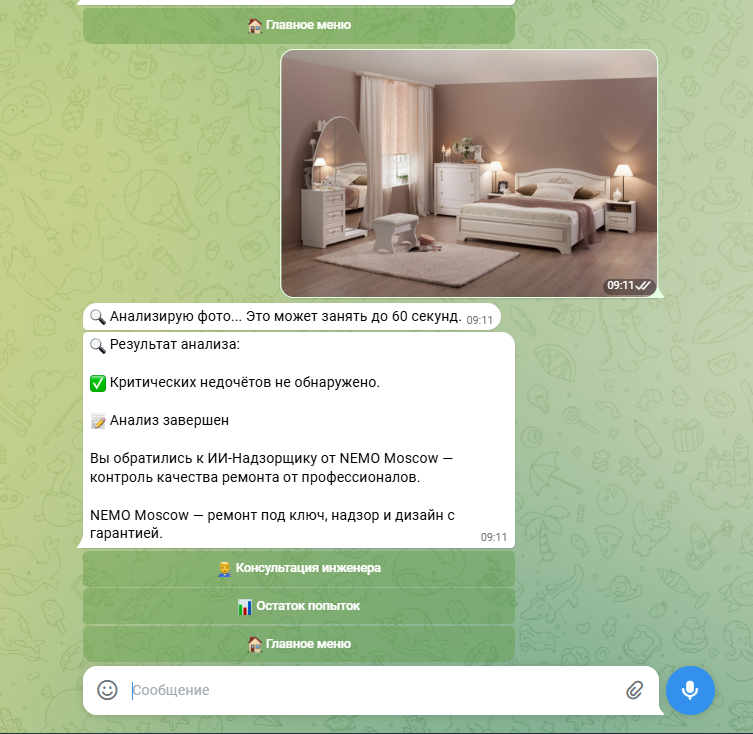 🏠 Главное меню
09:11
🔍 Анализирую фото... Это может занять до 60 секунд. 09:11
🔍 Результат анализа:
✅ Критических недочётов не обнаружено.
📝 Анализ завершен
Вы обратились к ИИ-Надзорщику от NEMO Moscow —
контроль качества ремонта от профессионалов.
NEMO Moscow — ремонт под ключ, надзор и дизайн с
гарантией.
09:11
👨‍💼 Консультация инженера
📊 Остаток попыток
🏠 Главное меню
Сообщение